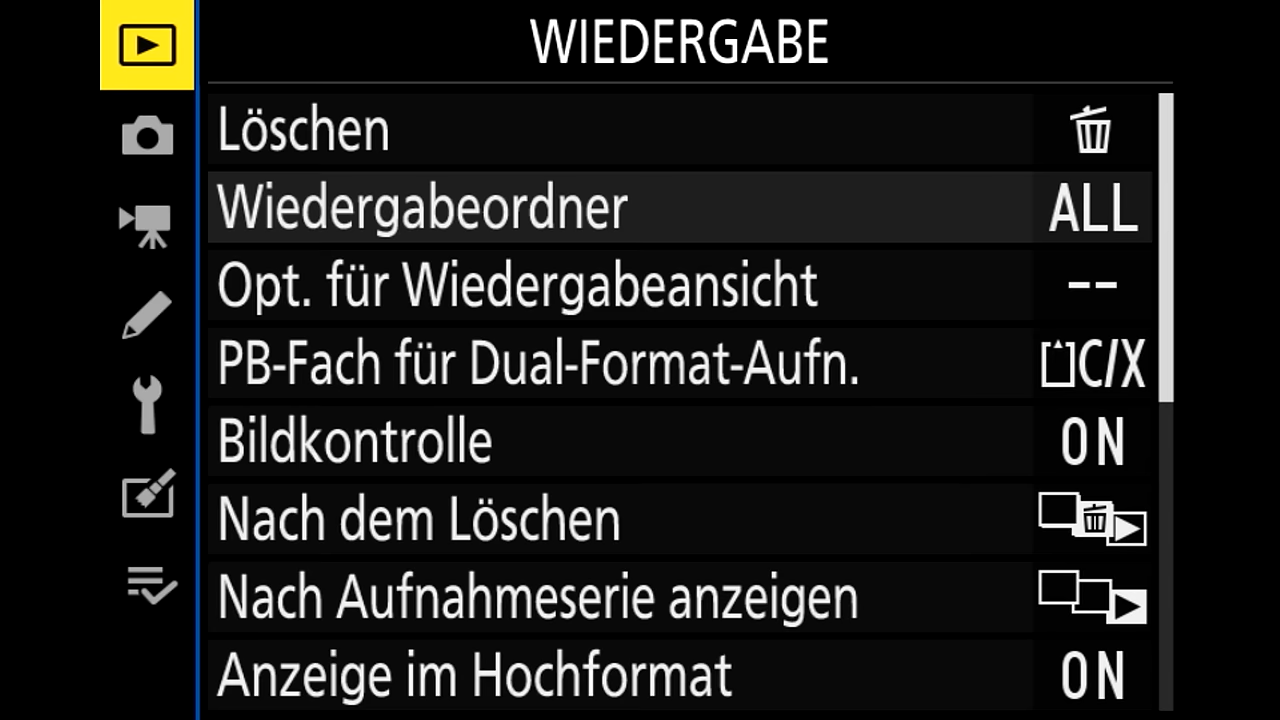 WIEDERGABE
Löschen
Wiedergabeordner ALL
Opt. für Wiedergabeansicht --
PB-Fach für Dual-Format-Aufn. C/X
Bildkontrolle ON
Nach dem Löschen
Nach Aufnahmeserie anzeigen
Anzeige im Hochformat ON